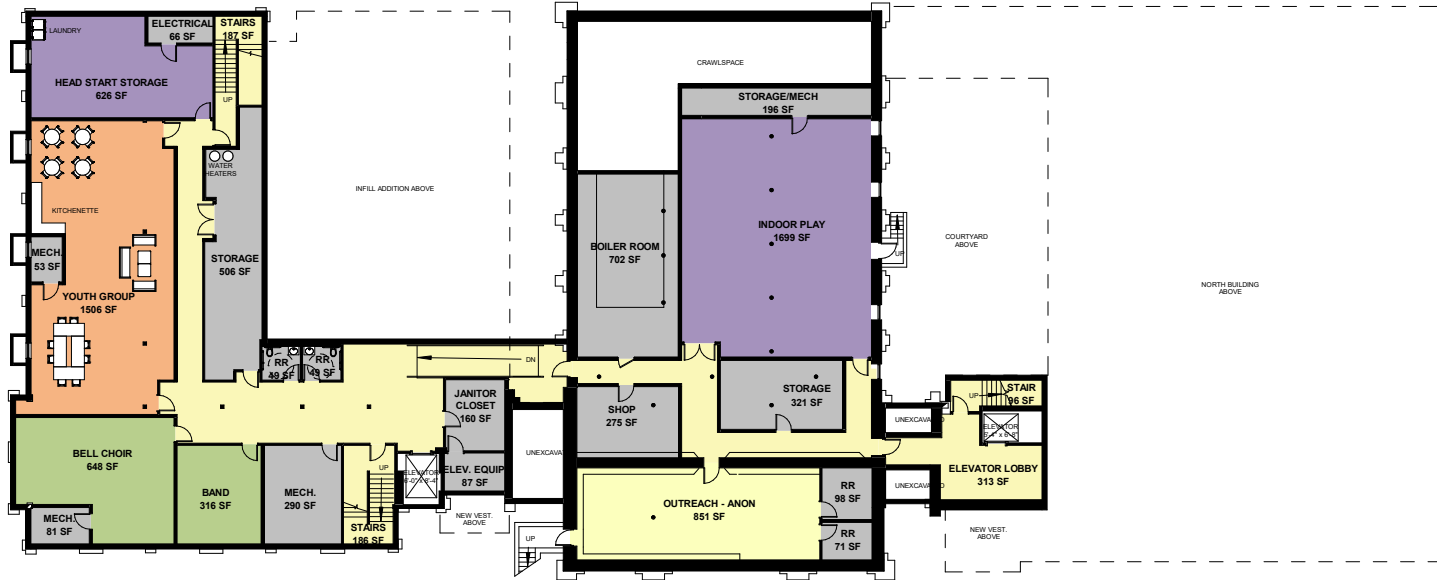 ELECTRICAL
66 SF
STAIRS
187 SF
LAUNDRY
HEAD START STORAGE
626 SF
UP
WATER
HEATERS
KITCHENETTE
MECH.
53 SF
STORAGE
506 SF
YOUTH GROUP
1506 SF
INFILL ADDITION ABOVE
CRAWLSPACE
STORAGE/MECH
196 SF
BOILER ROOM
702 SF
INDOOR PLAY
1699 SF
UP
COURTYARD
ABOVE
NORTH BUILDING
ABOVE
RR
49 SF
RR
49 SF
DN
JANITOR
CLOSET
160 SF
SHOP
275 SF
STORAGE
321 SF
UP
STAIR
96 SF
UNEXCAVATED
ELEVATOR
5'-4" x 6'-8"
BELL CHOIR
648 SF
BAND
316 SF
MECH.
290 SF
UP
ELEVATOR
ELEV. EQUIP
87 SF
UNEXCAVA
ELEVATOR LOBBY
313 SF
UNEXCAVATED
OUTREACH - ANON
851 SF
RR
98 SF
MECH.
81 SF
STAIRS
186 SF
NEW VEST.
ABOVE
UP
RR
71 SF
NEW VEST.
ABOVE